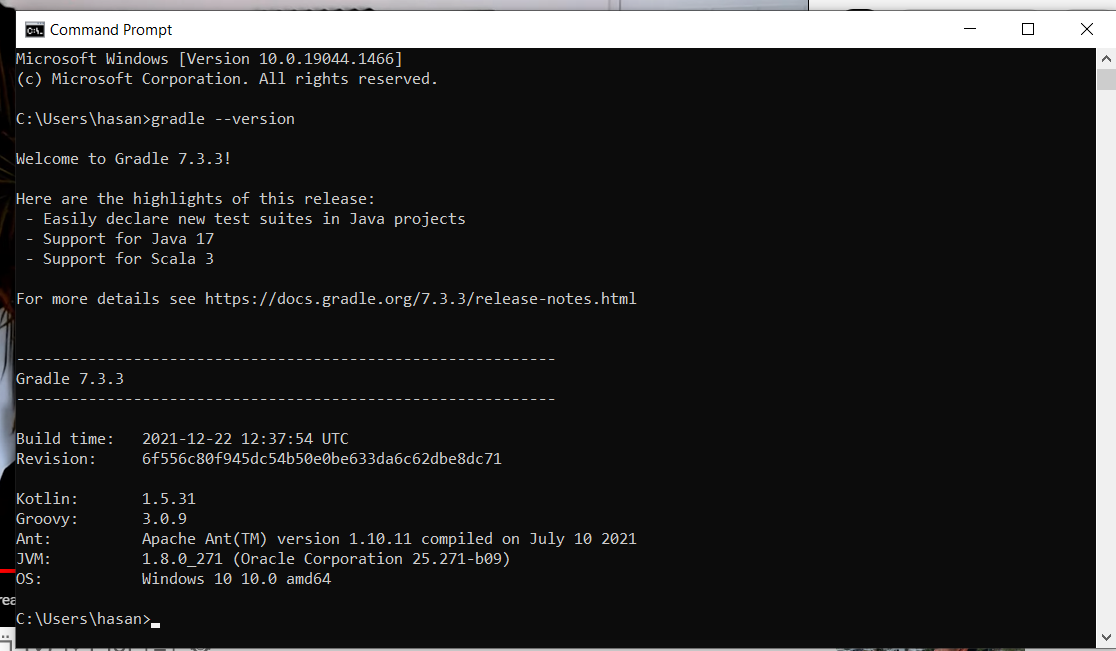 Command Prompt
Microsoft Windows [Version 10.0.19044.1466]
(c) Microsoft Corporation. All rights reserved.
C:\Users\hasan>gradle --version
Welcome to Gradle 7.3.3!
Here are the highlights of this release:
- Easily declare new test suites in Java projects
- Support for Java 17
- Support for Scala 3
For more details see https://docs.gradle.org/7.3.3/release-notes.html
------------------------------------------------------------
Gradle 7.3.3
------------------------------------------------------------
Build time:   2021-12-22 12:37:54 UTC
Revision:     6f556c80f945dc54b50e0be633da6c62dbe8dc71
Kotlin:       1.5.31
Groovy:       3.0.9
Ant:          Apache Ant(TM) version 1.10.11 compiled on July 10 2021
JVM:          1.8.0_271 (Oracle Corporation 25.271-b09)
OS:           Windows 10 10.0 amd64
C:\Users\hasan>